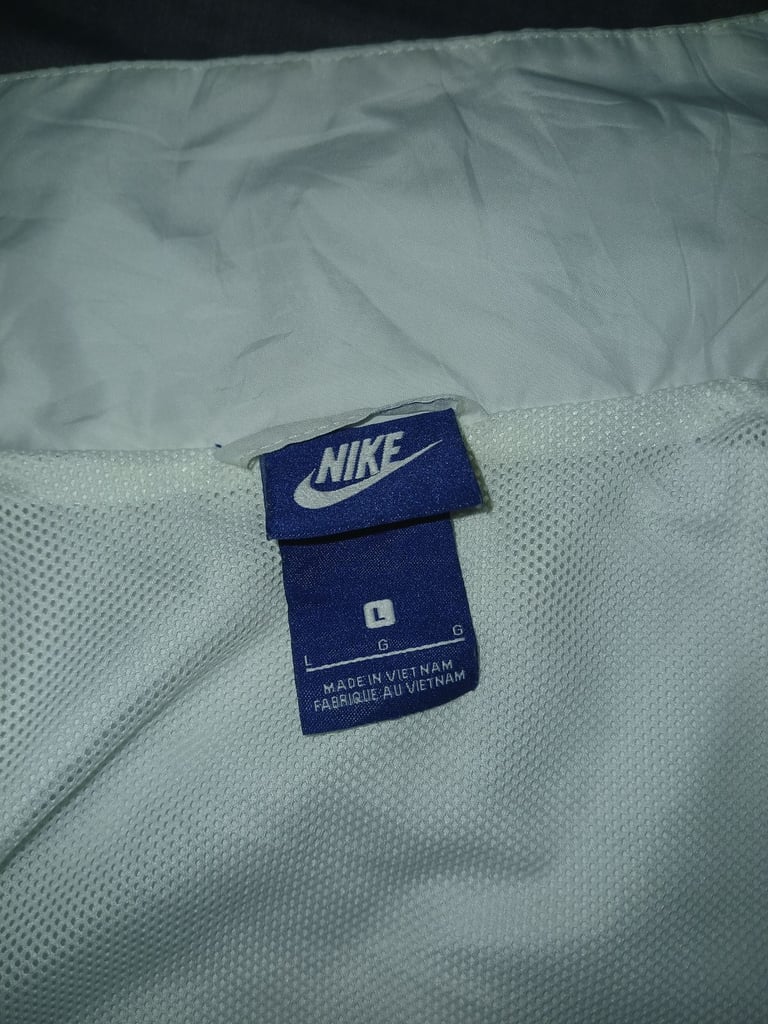 NIKE
L
L G G
MADE IN VIETNAM
FABRIQUE AU VIETNAM